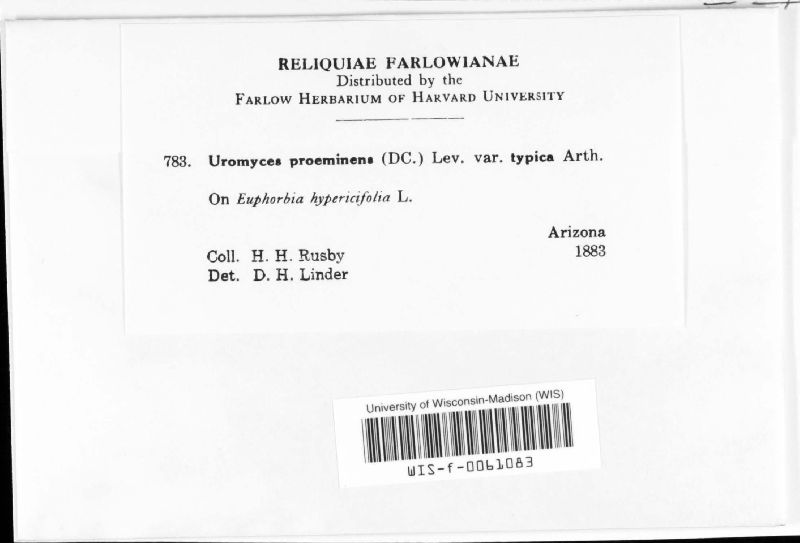 RELIQUIAE FARLOWIANAE
Distributed by the
FARLOW HERBARIUM OF HARVARD UNIVERSITY
783. Uromyces proeminens (DC.) Lev. var. typica Arth.
On Euphorbia hypericifolia L.
Arizona
1883
Coll. H. H. Rusby
Det. D. H. Linder
University of Wisconsin-Madison (WIS)
WIS-f-0061083